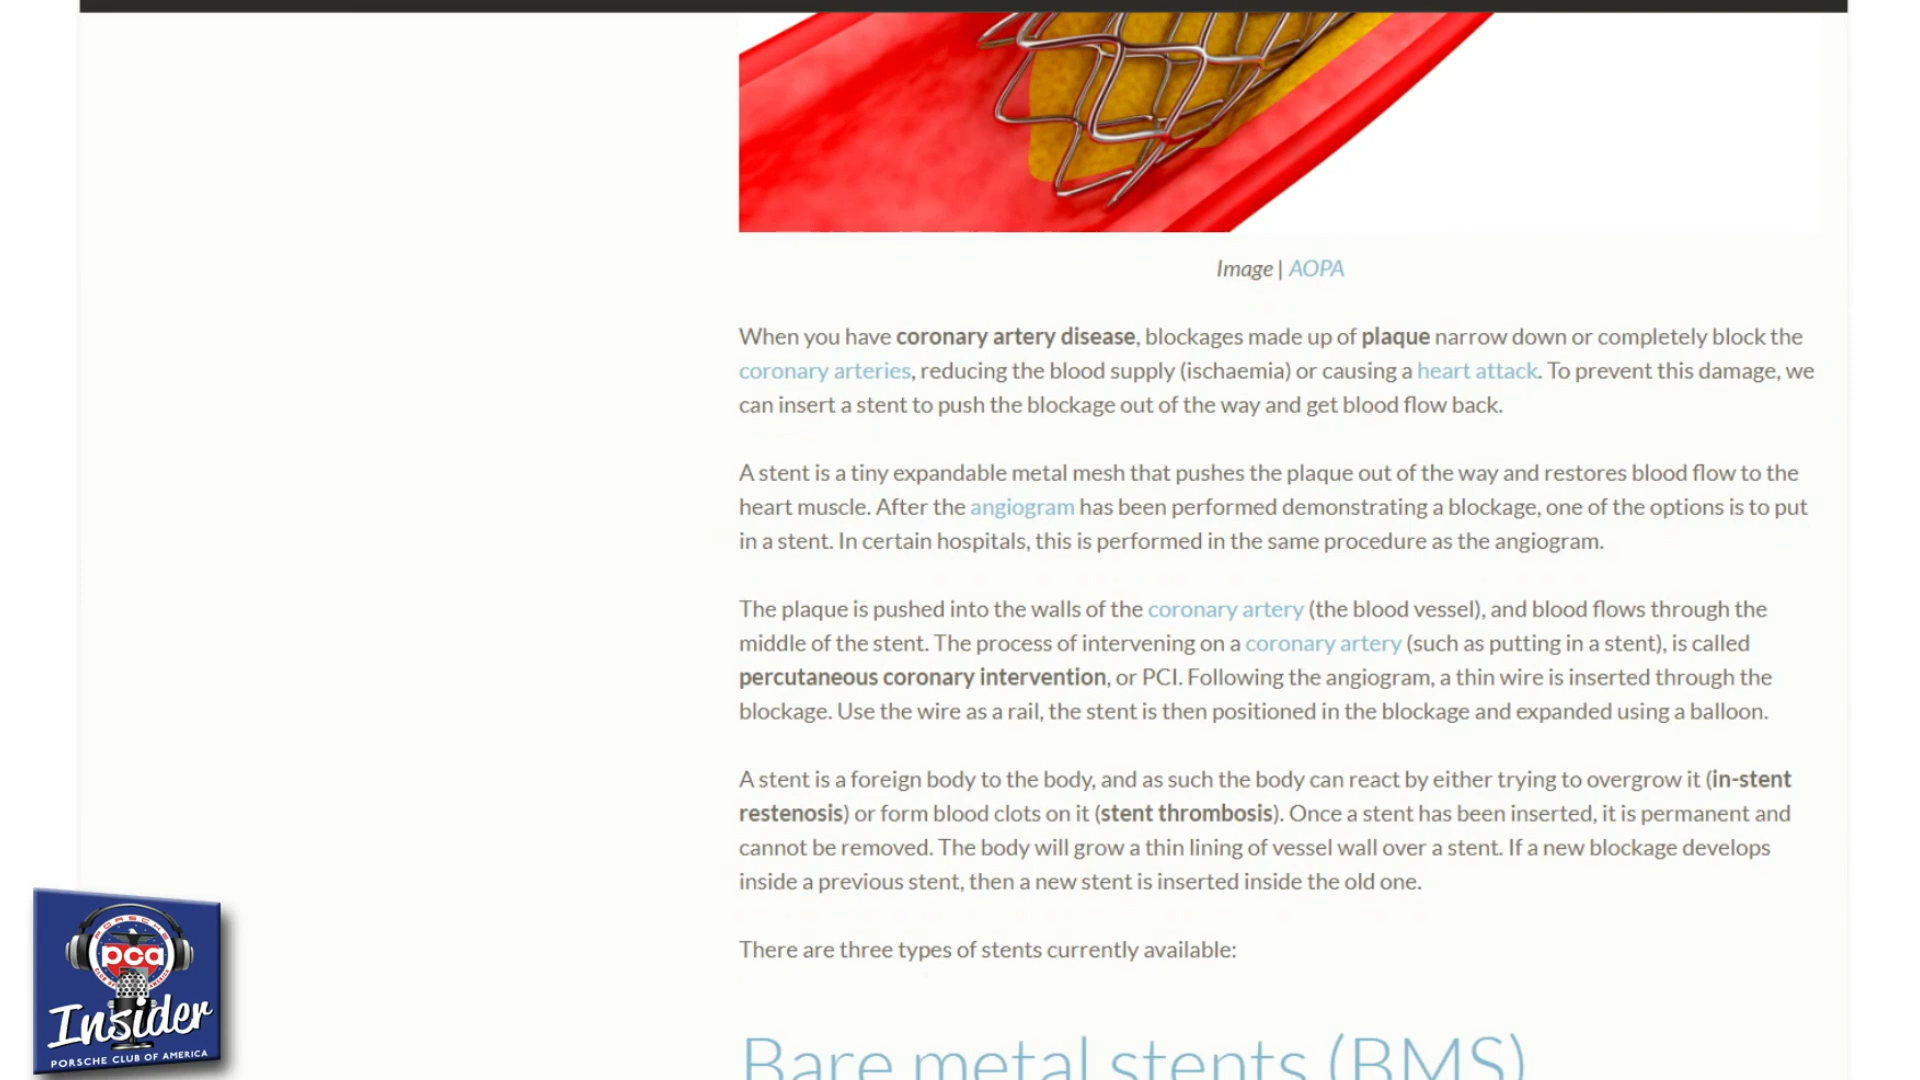 Image | AOPA
When you have coronary artery disease, blockages made up of plaque narrow down or completely block the
coronary arteries, reducing the blood supply (ischaemia) or causing a heart attack. To prevent this damage, we
can insert a stent to push the blockage out of the way and get blood flow back.
A stent is a tiny expandable metal mesh that pushes the plaque out of the way and restores blood flow to the
heart muscle. After the angiogram has been performed demonstrating a blockage, one of the options is to put
in a stent. In certain hospitals, this is performed in the same procedure as the angiogram.
The plaque is pushed into the walls of the coronary artery (the blood vessel), and blood flows through the
middle of the stent. The process of intervening on a coronary artery (such as putting in a stent), is called
percutaneous coronary intervention, or PCI. Following the angiogram, a thin wire is inserted through the
blockage. Use the wire as a rail, the stent is then positioned in the blockage and expanded using a balloon.
A stent is a foreign body to the body, and as such the body can react by either trying to overgrow it (in-stent
restenosis) or form blood clots on it (stent thrombosis). Once a stent has been inserted, it is permanent and
cannot be removed. The body will grow a thin lining of vessel wall over a stent. If a new blockage develops
inside a previous stent, then a new stent is inserted inside the old one.
There are three types of stents currently available:
Bare metal stents (BMS)
PORSCHE
pca
Insider
PORSCHE CLUB OF AMERICA